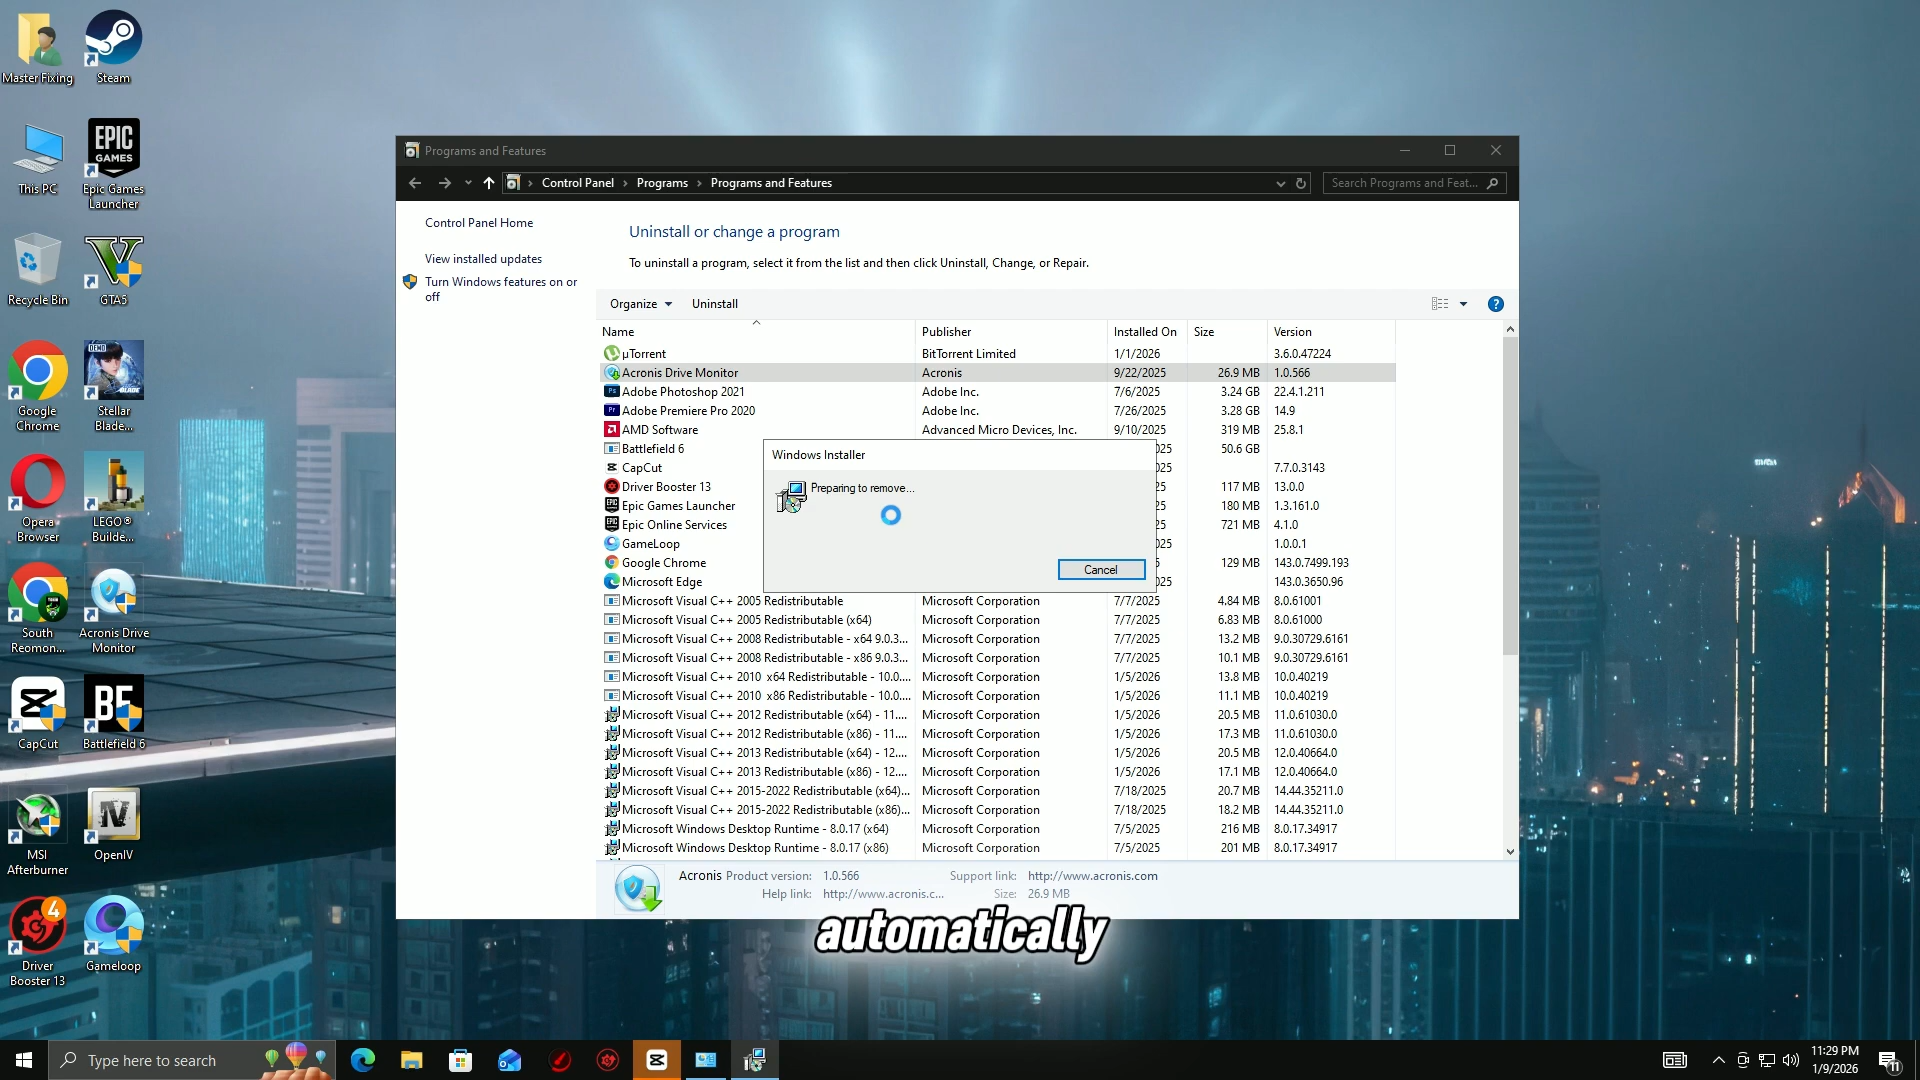 Master Fixing
Steam
This PC
EPIC
GAMES
Epic Games
Launcher
Recycle Bin
GTA5
Google
Chrome
DEMO
Stellar
Blade...
Opera
Browser
LEGO®
Builde...
South
Reomon...
Acronis Drive
Monitor
CapCut
BF
Battlefield 6
MSI
Afterburner
IV
OpenIV
4
Driver
Booster 13
Gameloop
Programs and Features
Control Panel
Programs
Programs and Features
Search Programs and Feat...
Control Panel Home
View installed updates
Turn Windows features on or
off
Uninstall or change a program
To uninstall a program, select it from the list and then click Uninstall, Change, or Repair.
Organize Uninstall
Name Publisher Installed On Size Version
µTorrent BitTorrent Limited 1/1/2026 3.6.0.47224
Acronis Drive Monitor Acronis 9/22/2025 26.9 MB 1.0.566
Adobe Photoshop 2021 Adobe Inc. 7/6/2025 3.24 GB 22.4.1.211
Adobe Premiere Pro 2020 Adobe Inc. 7/26/2025 3.28 GB 14.9
AMD Software Advanced Micro Devices, Inc. 9/10/2025 319 MB 25.8.1
Battlefield 6 025 50.6 GB
CapCut 025 7.7.0.3143
Driver Booster 13 25 117 MB 13.0.0
Epic Games Launcher 25 180 MB 1.3.161.0
Epic Online Services 25 721 MB 4.1.0
GameLoop 025 1.0.0.1
Google Chrome 129 MB 143.0.7499.193
Microsoft Edge 025 143.0.3650.96
Microsoft Visual C++ 2005 Redistributable Microsoft Corporation 7/7/2025 4.84 MB 8.0.61001
Microsoft Visual C++ 2005 Redistributable (x64) Microsoft Corporation 7/7/2025 6.83 MB 8.0.61000
Microsoft Visual C++ 2008 Redistributable - x64 9.0.3... Microsoft Corporation 7/7/2025 13.2 MB 9.0.30729.6161
Microsoft Visual C++ 2008 Redistributable - x86 9.0.3... Microsoft Corporation 7/7/2025 10.1 MB 9.0.30729.6161
Microsoft Visual C++ 2010 x64 Redistributable - 10.0.... Microsoft Corporation 1/5/2026 13.8 MB 10.0.40219
Microsoft Visual C++ 2010 x86 Redistributable - 10.0.... Microsoft Corporation 1/5/2026 11.1 MB 10.0.40219
Microsoft Visual C++ 2012 Redistributable (x64) - 11.... Microsoft Corporation 1/5/2026 20.5 MB 11.0.61030.0
Microsoft Visual C++ 2012 Redistributable (x86) - 11.... Microsoft Corporation 1/5/2026 17.3 MB 11.0.61030.0
Microsoft Visual C++ 2013 Redistributable (x64) - 12.... Microsoft Corporation 1/5/2026 20.5 MB 12.0.40664.0
Microsoft Visual C++ 2013 Redistributable (x86) - 12.... Microsoft Corporation 1/5/2026 17.1 MB 12.0.40664.0
Microsoft Visual C++ 2015-2022 Redistributable (x64)... Microsoft Corporation 7/18/2025 20.7 MB 14.44.35211.0
Microsoft Visual C++ 2015-2022 Redistributable (x86)... Microsoft Corporation 7/18/2025 18.2 MB 14.44.35211.0
Microsoft Windows Desktop Runtime - 8.0.17 (x64) Microsoft Corporation 7/5/2025 216 MB 8.0.17.34917
Microsoft Windows Desktop Runtime - 8.0.17 (x86) Microsoft Corporation 7/5/2025 201 MB 8.0.17.34917
Windows Installer
Preparing to remove...
Cancel
Acronis Product version: 1.0.566 Support link: http://www.acronis.com
Help link: http://www.acronis.c... Size: 26.9 MB
automatically
Type here to search
11:29 PM
1/9/2026
11